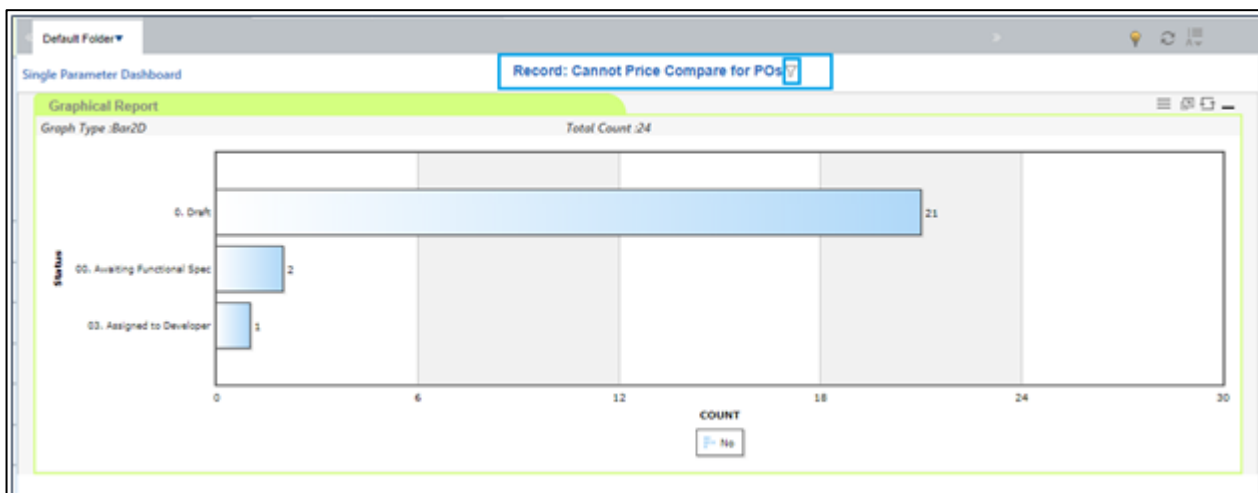 Default Folder▾
Single Parameter Dashboard
Record: Cannot Price Compare for POs
Graphical Report
Graph Type :Bar2D
Total Count :24
Status
0. Draft
21
00. Awaiting Functional Spec
2
03. Assigned to Developer
1
0 6 12 18 24 30
COUNT
No